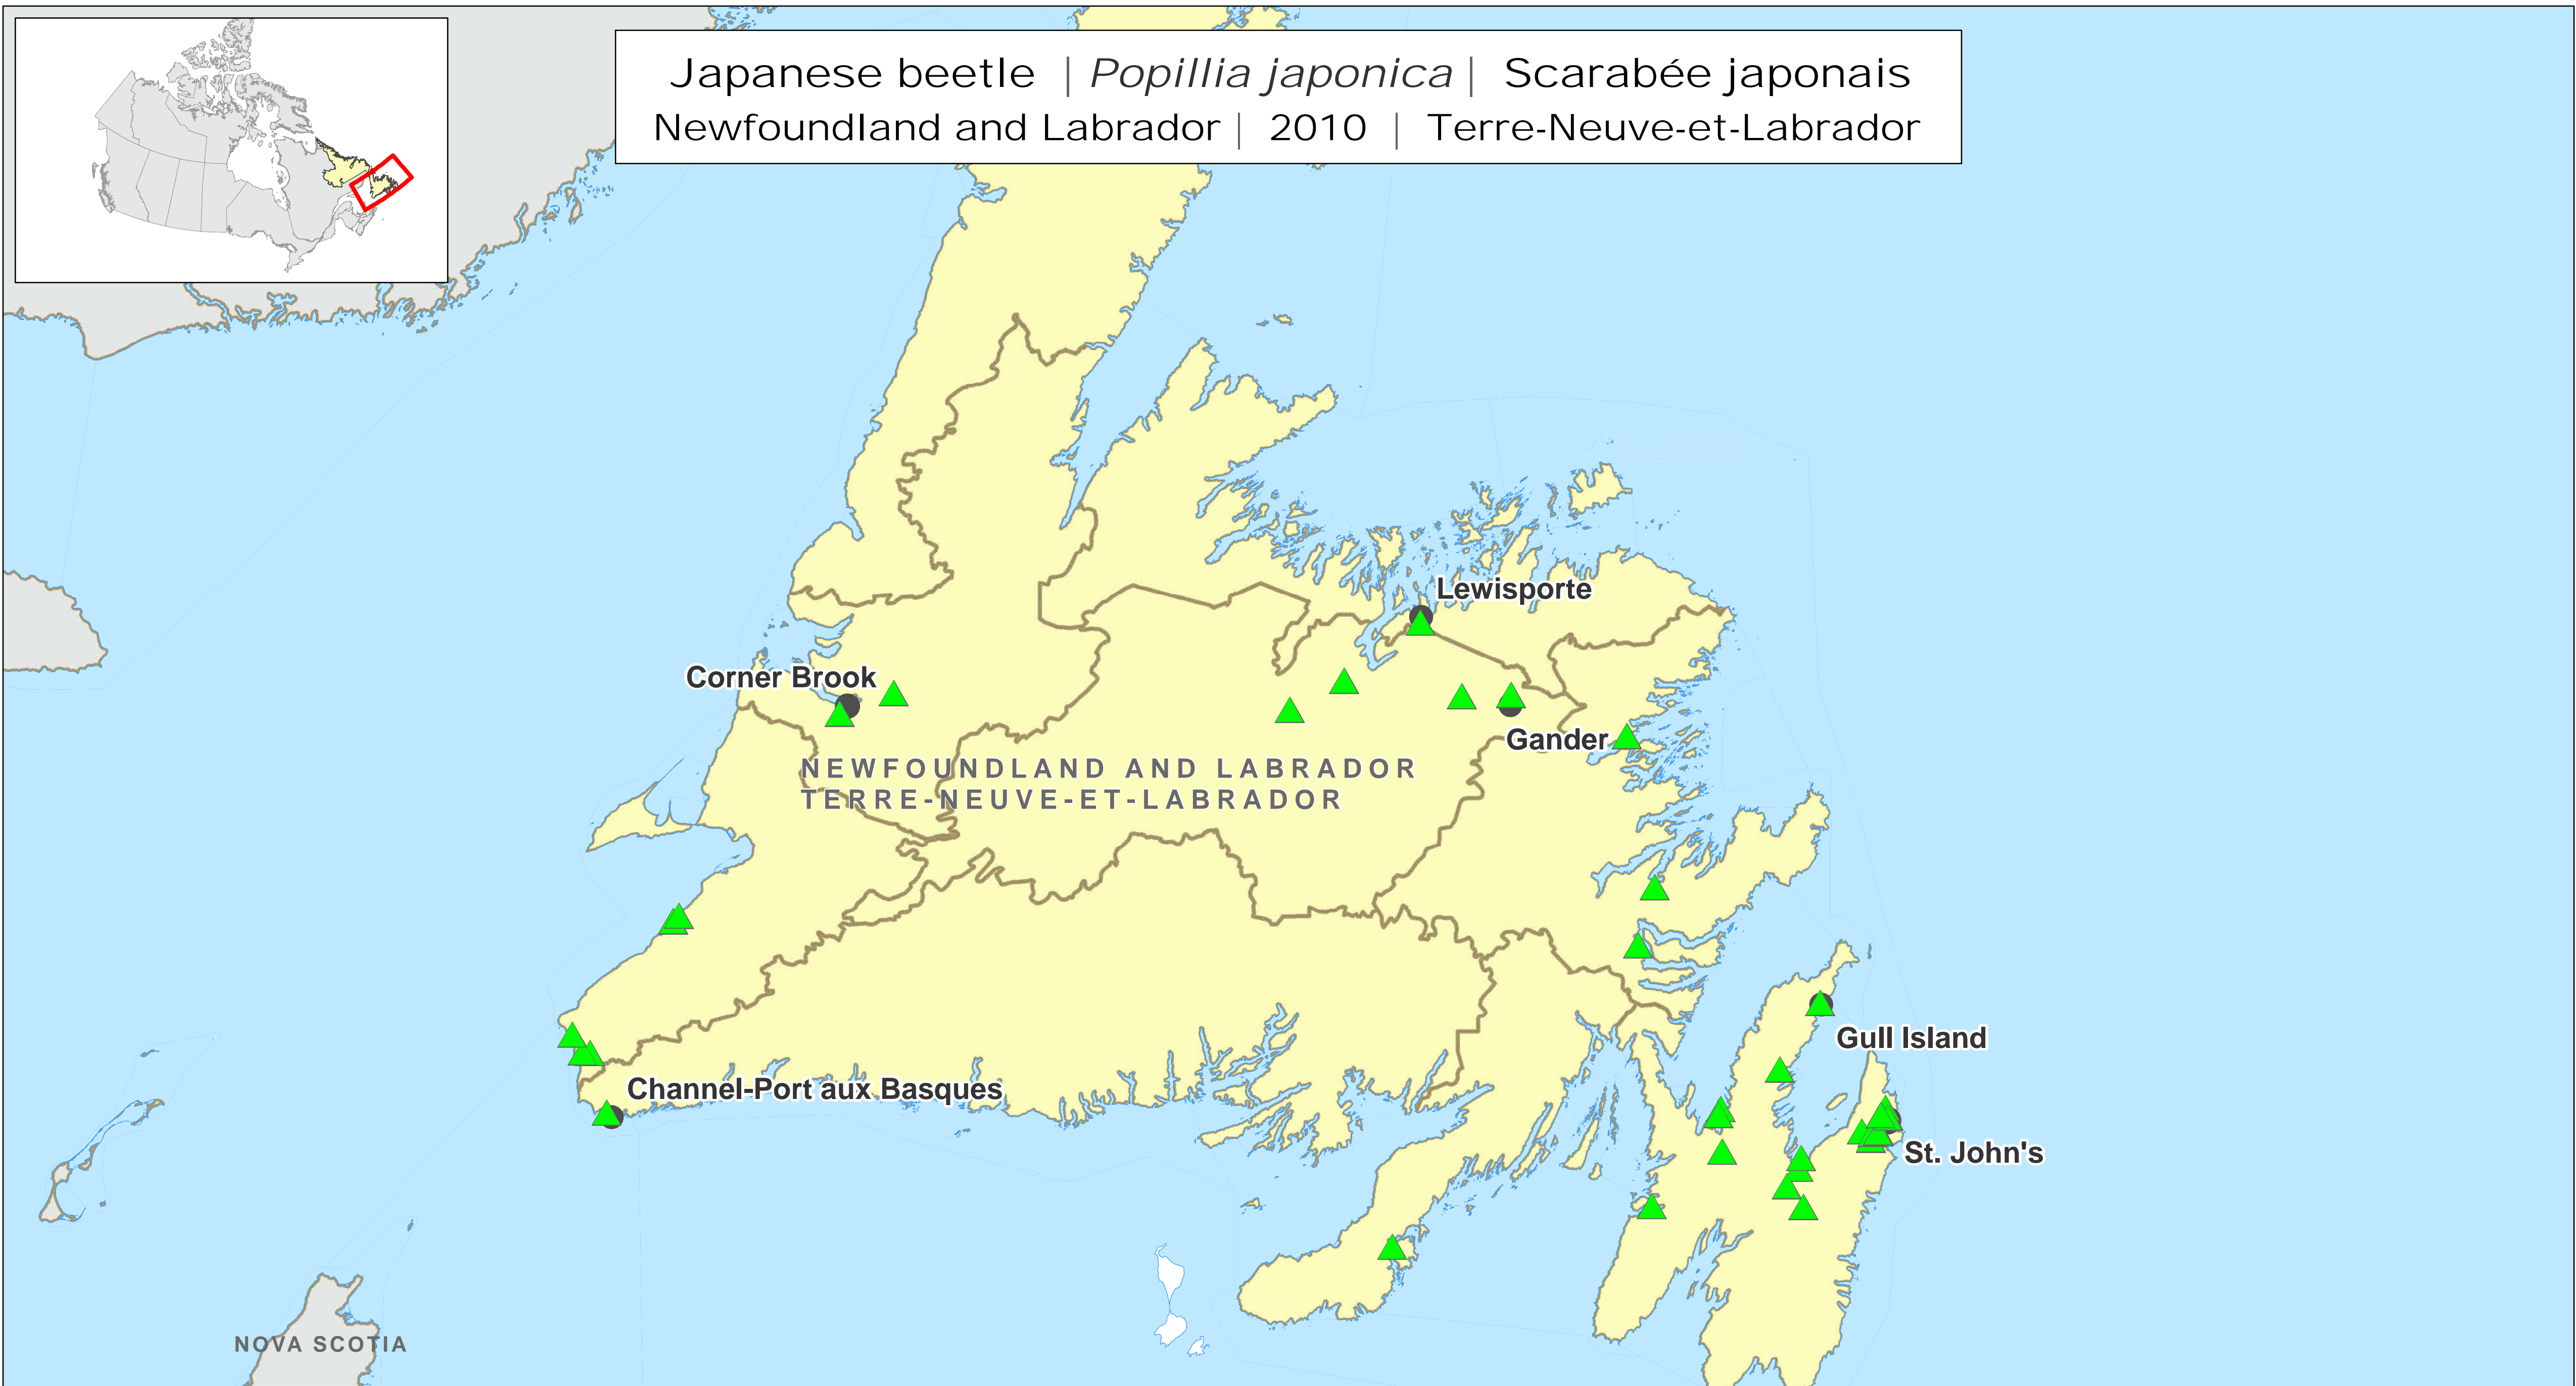 Japanese beetle | Popillia japonica | Scarabée japonais
Newfoundland and Labrador | 2010 | Terre-Neuve-et-Labrador
Lewisporte
Corner Brook
Gander
NEWFOUNDLAND AND LABRADOR
TERRE-NEUVE-ET-LABRADOR
Gull Island
Channel-Port aux Basques
St. John's
NOVA SCOTIA